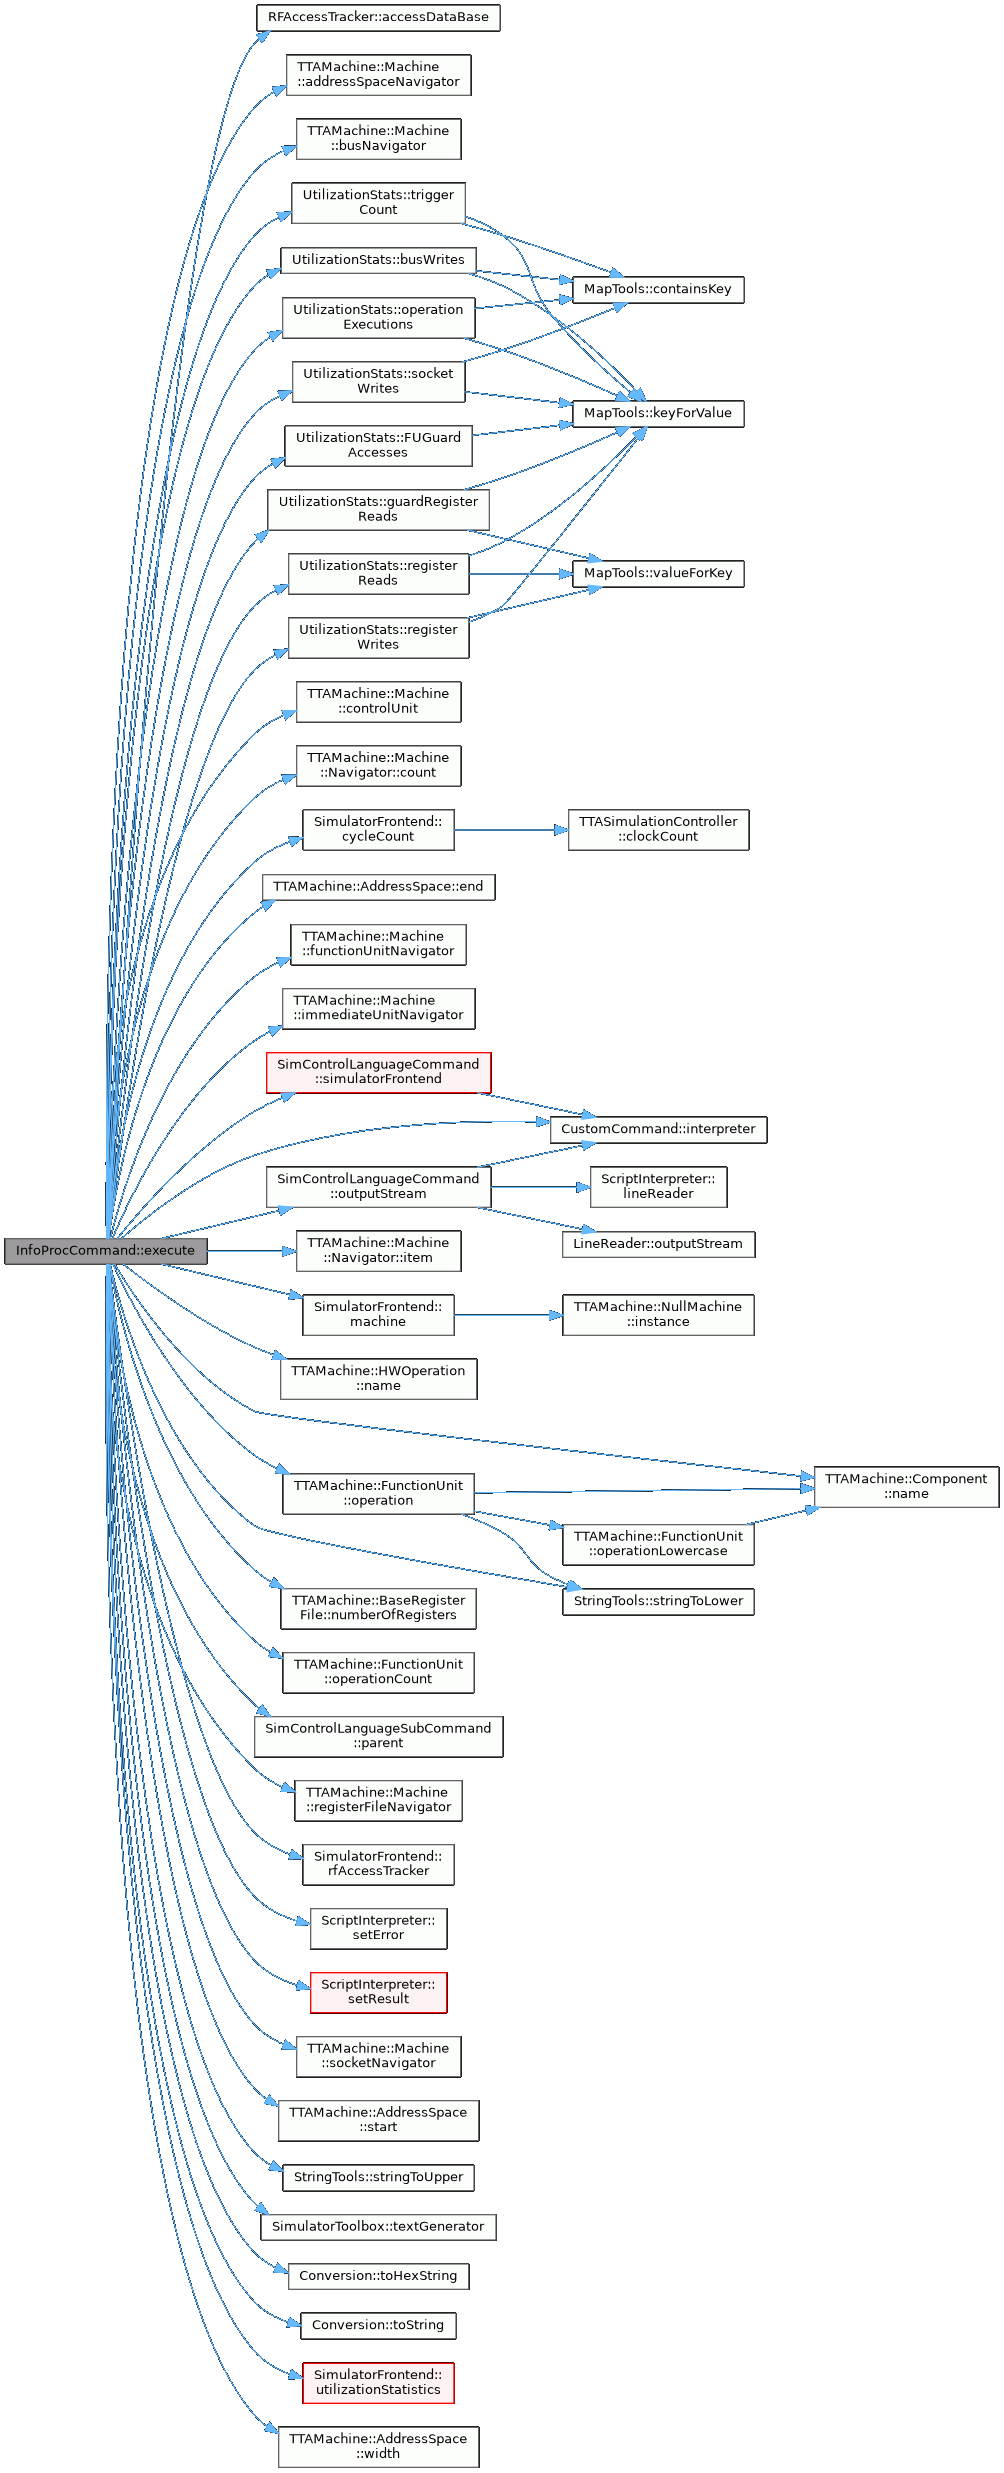 RFAccessTracker::accessDataBase
TTAMachine::Machine
::addressSpaceNavigator
TTAMachine::Machine
::busNavigator
UtilizationStats::trigger
Count
UtilizationStats::busWrites
MapTools::containsKey
UtilizationStats::operation
Executions
UtilizationStats::socket
Writes
MapTools::keyForValue
UtilizationStats::FUGuard
Accesses
UtilizationStats::guardRegister
Reads
UtilizationStats::register
Reads
MapTools::valueForKey
UtilizationStats::register
Writes
TTAMachine::Machine
::controlUnit
TTAMachine::Machine
::Navigator::count
SimulatorFrontend::
cycleCount
TTASimulationController
::clockCount
TTAMachine::AddressSpace::end
TTAMachine::Machine
::functionUnitNavigator
TTAMachine::Machine
::immediateUnitNavigator
SimControlLanguageCommand
::simulatorFrontend
CustomCommand::interpreter
SimControlLanguageCommand
::outputStream
ScriptInterpreter::
lineReader
InfoProcCommand::execute
TTAMachine::Machine
::Navigator::item
LineReader::outputStream
SimulatorFrontend::
machine
TTAMachine::NullMachine
::instance
TTAMachine::HWOperation
::name
TTAMachine::FunctionUnit
::operation
TTAMachine::Component
::name
TTAMachine::FunctionUnit
::operationLowercase
TTAMachine::BaseRegister
File::numberOfRegisters
StringTools::stringToLower
TTAMachine::FunctionUnit
::operationCount
SimControlLanguageSubCommand
::parent
TTAMachine::Machine
::registerFileNavigator
SimulatorFrontend::
rfAccessTracker
ScriptInterpreter::
setError
ScriptInterpreter::
setResult
TTAMachine::Machine
::socketNavigator
TTAMachine::AddressSpace
::start
StringTools::stringToUpper
SimulatorToolbox::textGenerator
Conversion::toHexString
Conversion::toString
SimulatorFrontend::
utilizationStatistics
TTAMachine::AddressSpace
::width